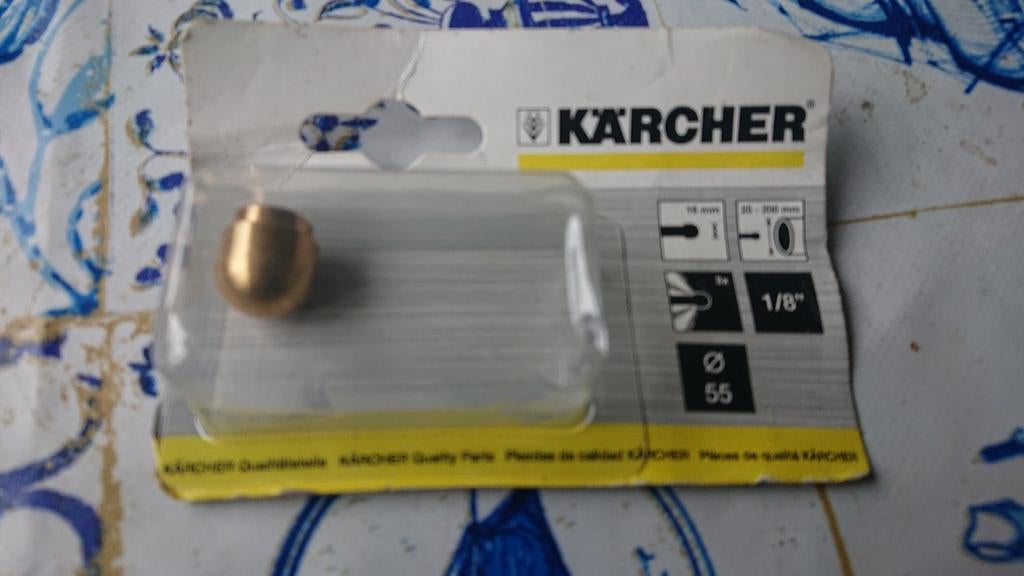 KÄRCHER®
16 mm
25 - 200 mm
3x
1/8"
Ø
55
KÄRCHER Qualitätsteile KÄRCHER Quality Parts Piezas de calidad KÄRCHER Pièces de qualité KÄRCHER